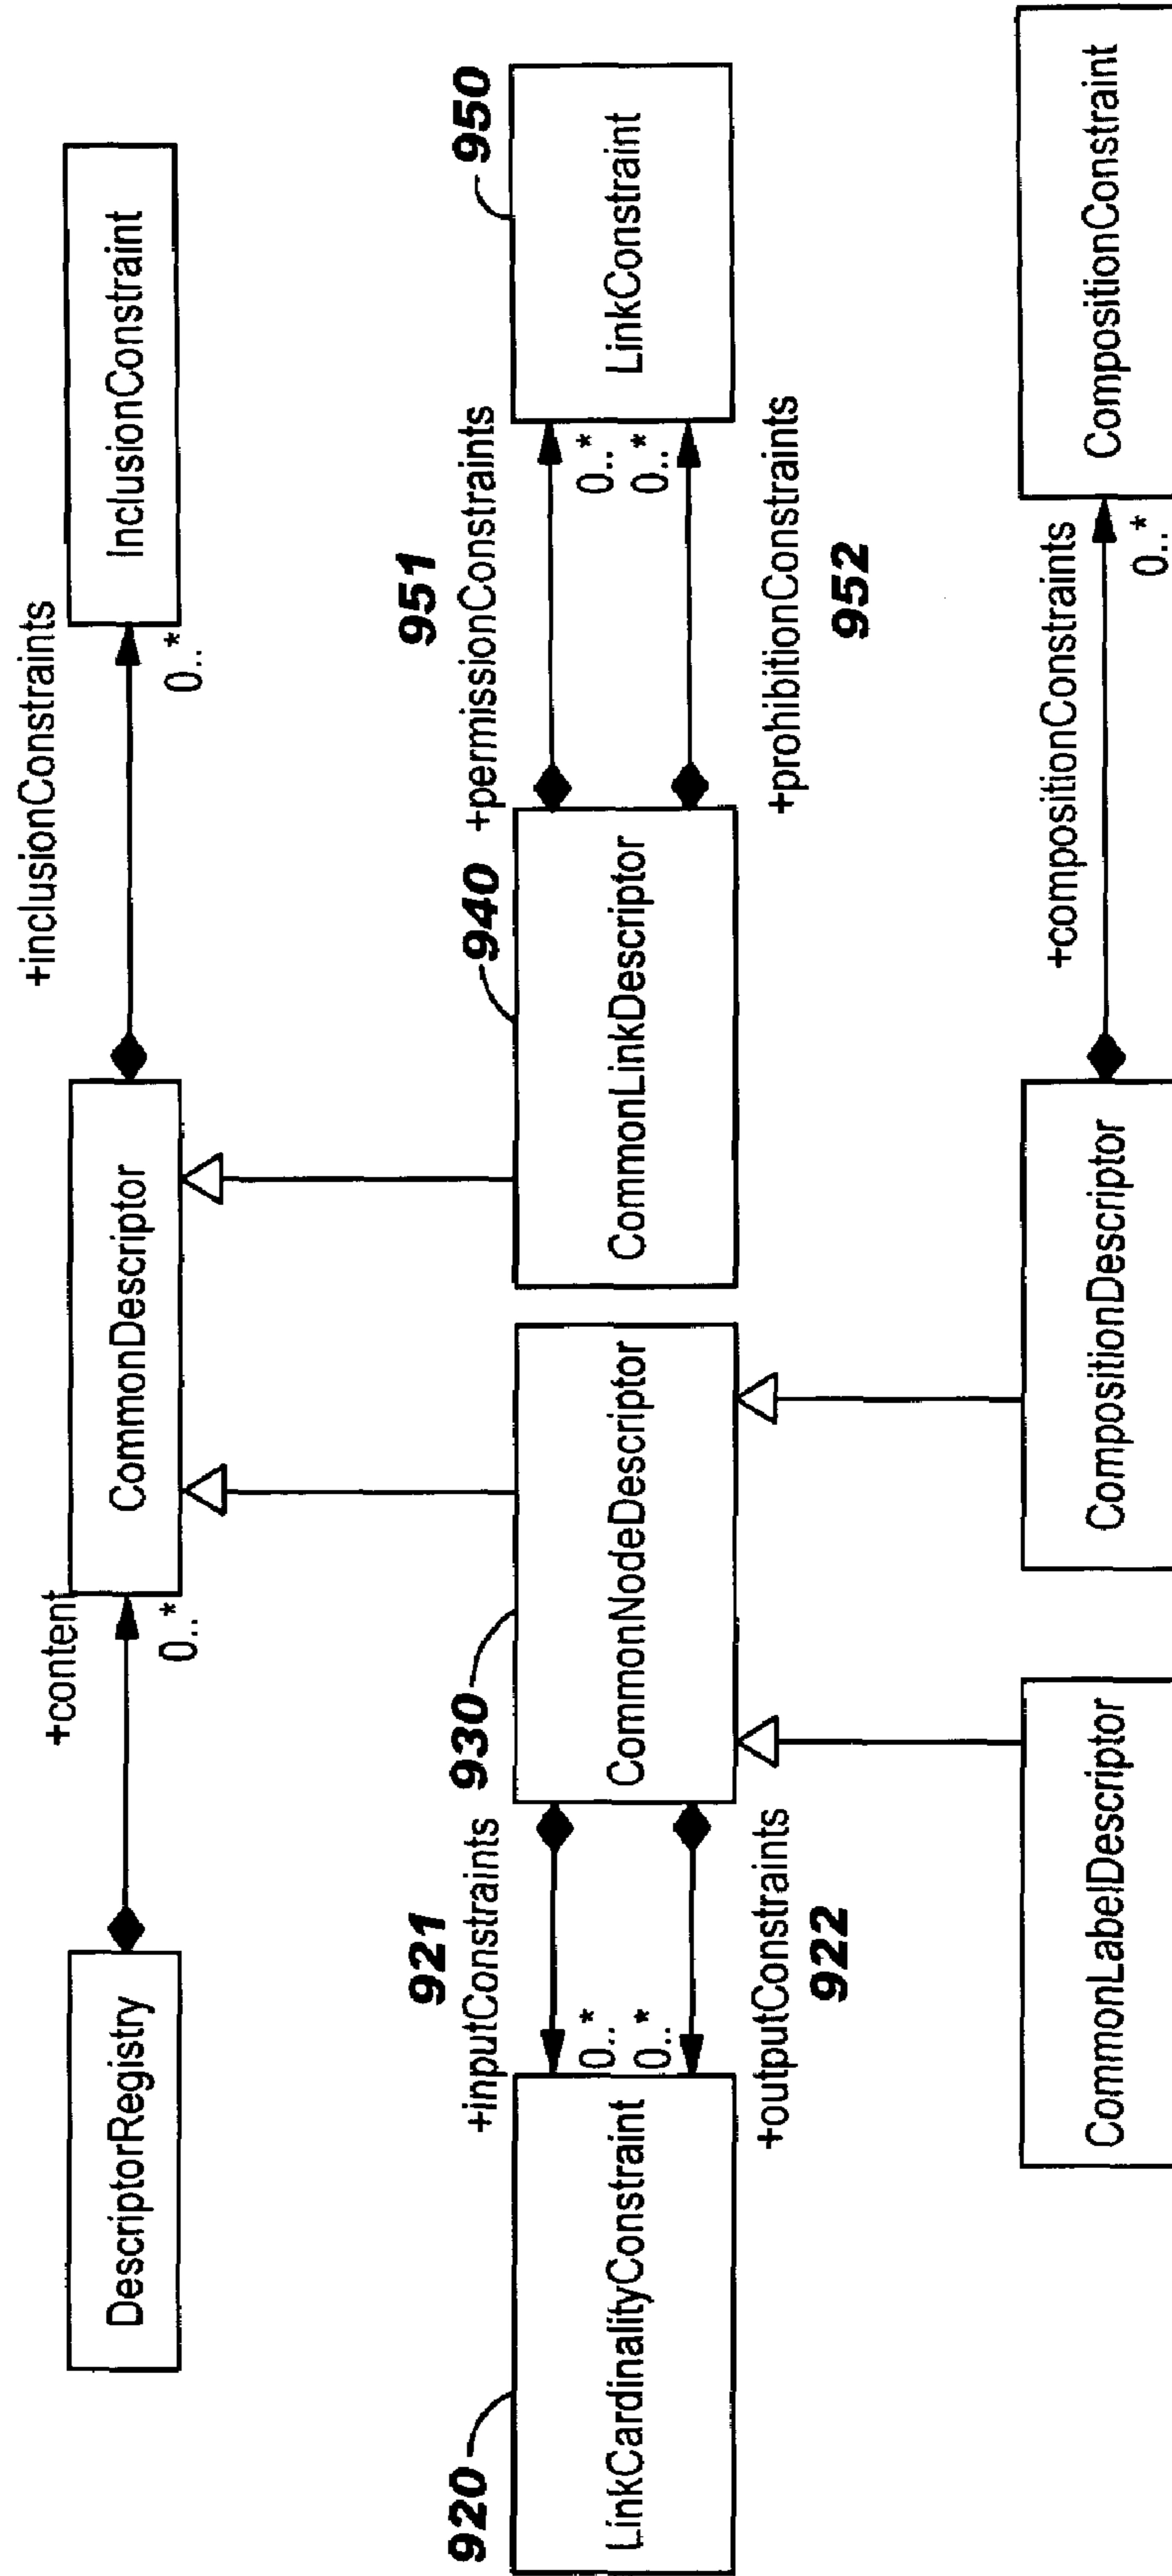 +content
+inclusionConstraints
DescriptorRegistry
CommonDescriptor
InclusionConstraint
0..*
0..*
921
951
920
+inputConstraints
930
940
+permissionConstraints
950
LinkCardinalityConstraint
0..*
0..*
CommonNodeDescriptor
CommonLinkDescriptor
0..*
0..*
LinkConstraint
+outputConstraints
+prohibitionConstraints
922
952
+compositionConstraints
CommonLabelDescriptor
CompositionDescriptor
CompositionConstraint
0..*